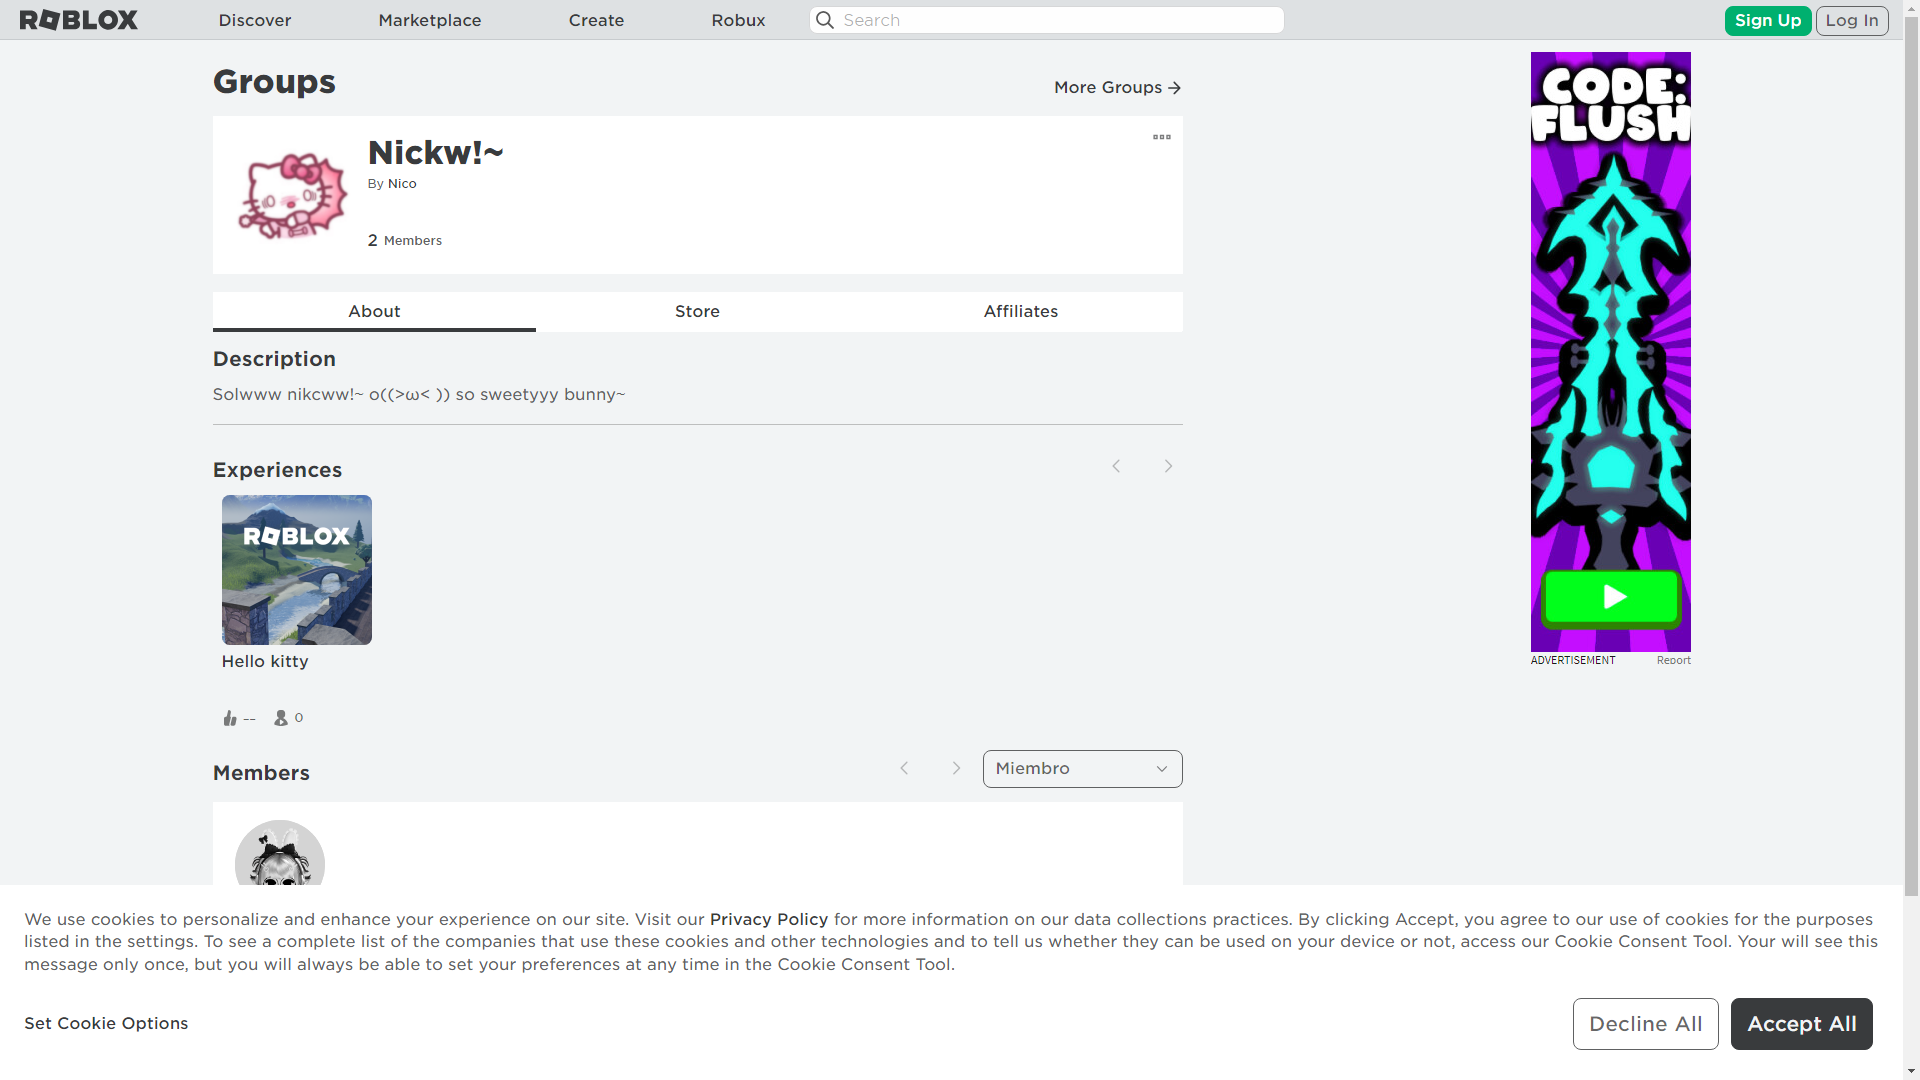 ROBLOX
Discover
Marketplace
Create
Robux
Search
Sign Up
Log In
Groups
More Groups
Nickw!~
By Nico
2 Members
About
Store
Affiliates
Description
Solwww nikcww!~ o((>ω< )) so sweetyyy bunny~
Experiences
ROBLOX
Hello kitty
--
0
Members
Miembro
CODE:
FLUSH
ADVERTISEMENT
Report
We use cookies to personalize and enhance your experience on our site. Visit our Privacy Policy for more information on our data collections practices. By clicking Accept, you agree to our use of cookies for the purposes
listed in the settings. To see a complete list of the companies that use these cookies and other technologies and to tell us whether they can be used on your device or not, access our Cookie Consent Tool. Your will see this
message only once, but you will always be able to set your preferences at any time in the Cookie Consent Tool.
Set Cookie Options
Decline All
Accept All